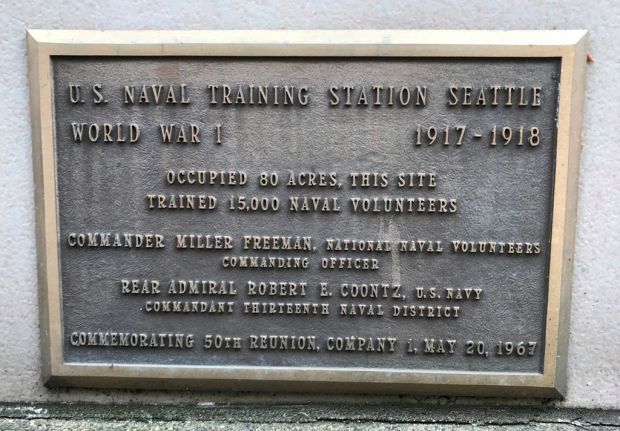 U. S. NAVAL TRAINING STATION SEATTLE
WORLD WAR I 1917 - 1918
OCCUPIED 80 ACRES, THIS SITE
TRAINED 15,000 NAVAL VOLUNTEERS
COMMANDER MILLER FREEMAN, NATIONAL NAVAL VOLUNTEERS
COMMANDING OFFICER
REAR ADMIRAL ROBERT E. COONTZ, U.S. NAVY
COMMANDANT THIRTEENTH NAVAL DISTRICT
COMMEMORATING 50TH REUNION, COMPANY 1, MAY 20, 1967